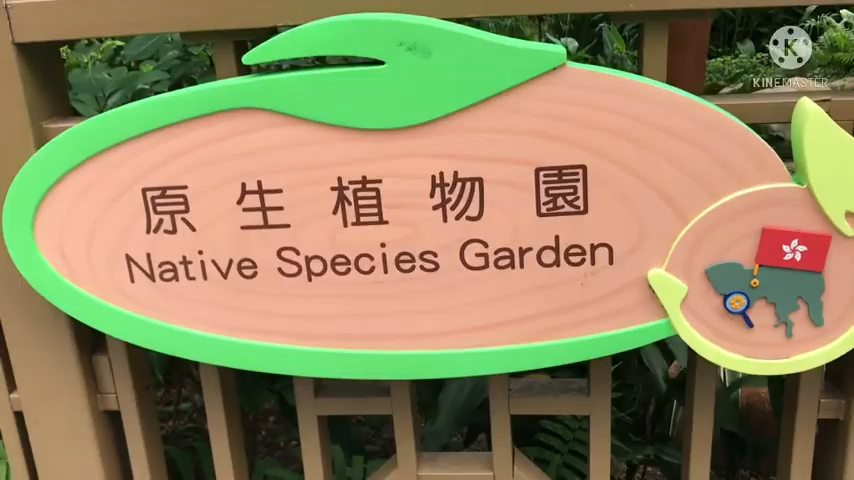 KINEMASTER
原生植物園
Native Species Garden